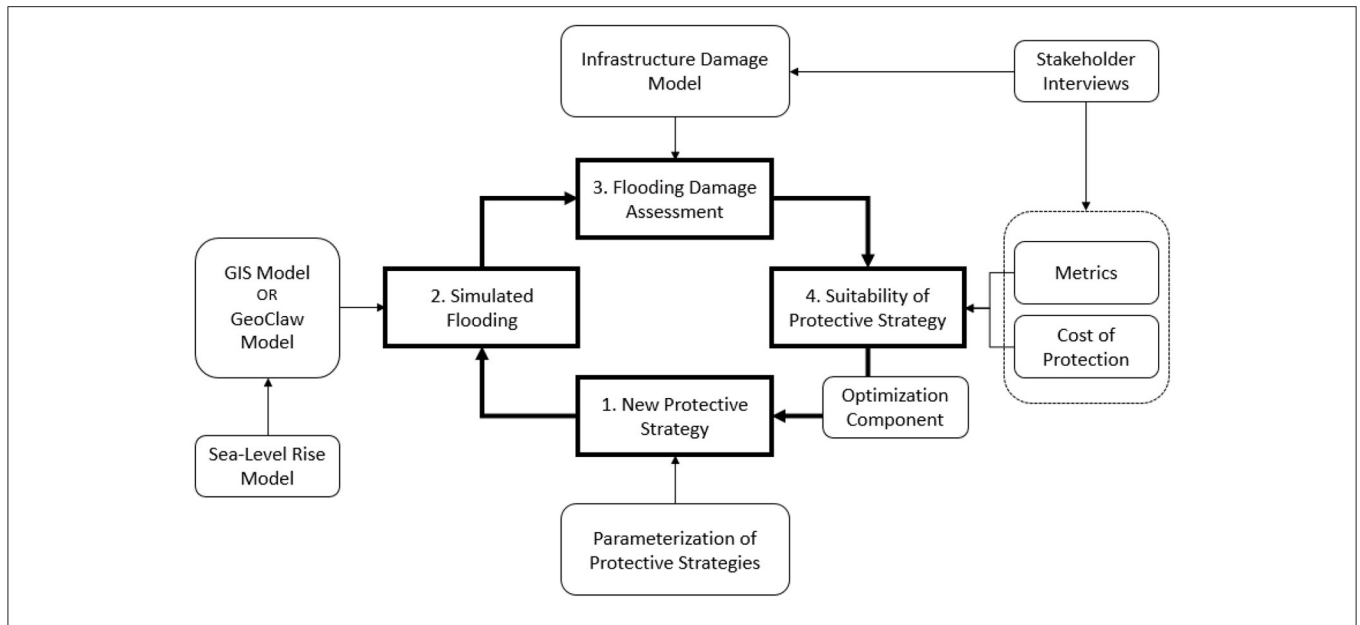 Infrastructure Damage
Model
Stakeholder
Interviews
3. Flooding Damage
Assessment
GIS Model
OR
GeoClaw
Model
2. Simulated
Flooding
4. Suitability of
Protective Strategy
Metrics
Cost of
Protection
Optimization
Component
1. New Protective
Strategy
Sea-Level Rise
Model
Parameterization of
Protective Strategies